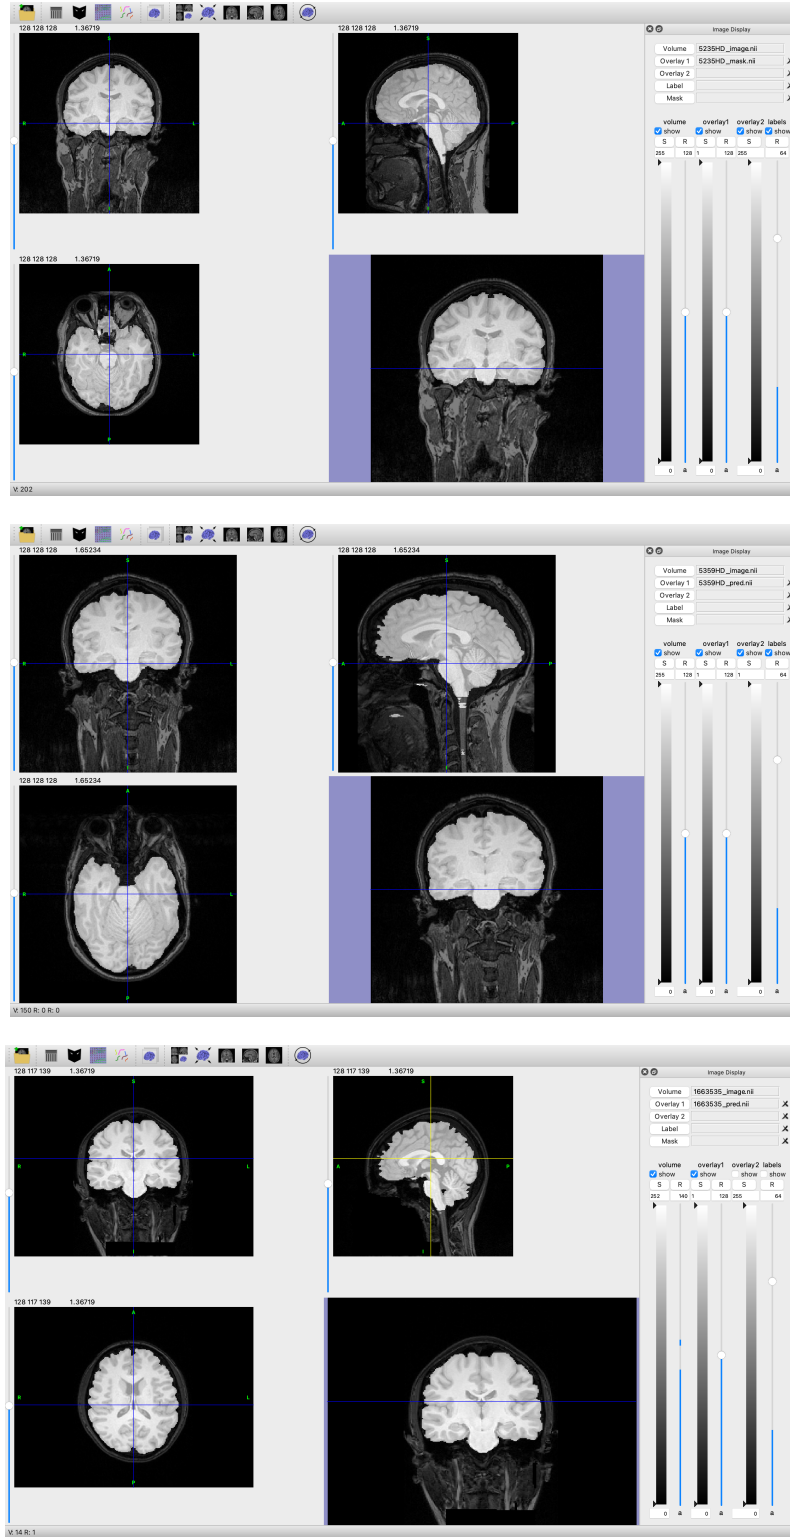 128 128 128 1.36719
128 128 128 1.36719
S
S
R
L
A
P
I
128 128 128 1.36719
A
R
L
P
Image Display
Volume 5235HD_image.nii
Overlay 1 5235HD_mask.nii
Overlay 2
Label
Mask
volume overlay1 overlay2 labels
show show show show
S R S R S R
255 128 1 128 255 64
0 a 0 a 0 a
V: 202
128 128 128 1.65234
128 128 128 1.65234
S
S
R
L
A
P
I
128 128 128 1.65234
A
R
L
P
Image Display
Volume 5359HD_image.nii
Overlay 1 5359HD_pred.nii
Overlay 2
Label
Mask
volume overlay1 overlay2 labels
show show show show
S R S R S R
255 128 1 128 1 64
0 a 0 a 0 a
V: 150 R: 0 R: 0
128 117 139 1.36719
128 117 139 1.36719
S
S
R
L
A
P
I
I
128 117 139 1.36719
A
R
L
P
Image Display
Volume 1663535_image.nii
Overlay 1 1663535_pred.nii
Overlay 2
Label
Mask
volume overlay1 overlay2 labels
show show show show
S R S R S R
252 140 1 128 255 64
0 a 0 a 0 a
V: 14 R: 1